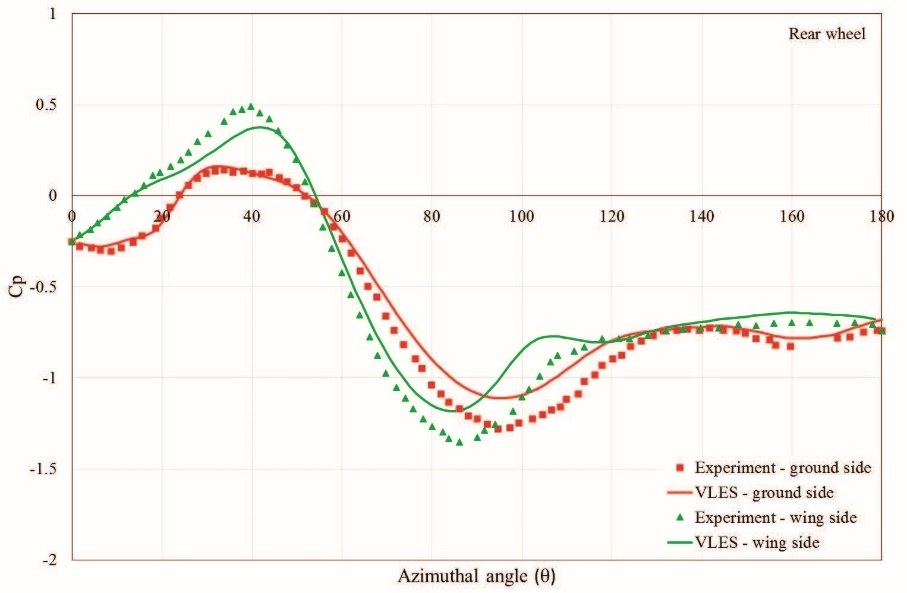 1
Rear wheel
0.5
0
0 20 40 60 80 100 120 140 160 180
Cp
-0.5
-1
-1.5
Experiment - ground side
VLES - ground side
Experiment - wing side
VLES - wing side
-2
Azimuthal angle (θ)